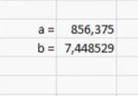 a = 856,375
b = 7,448529